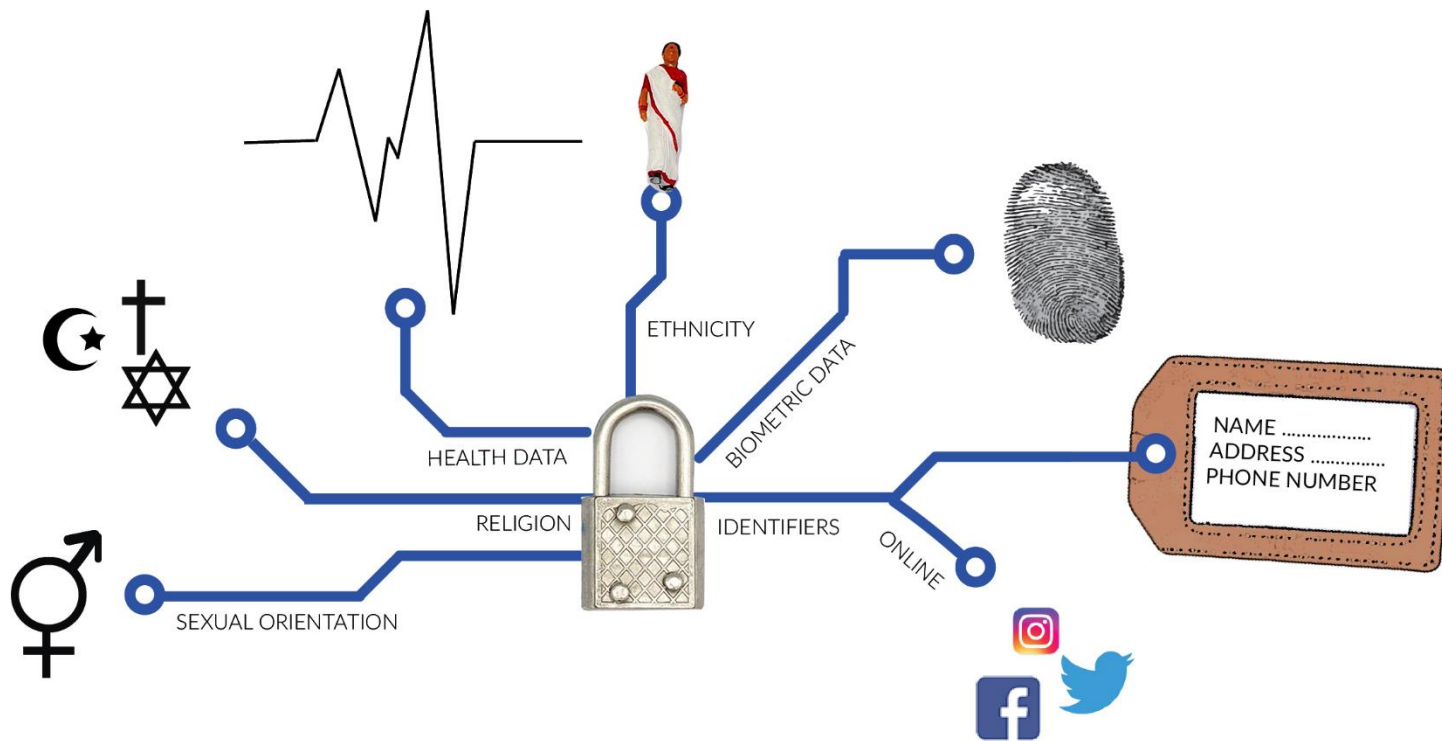 ETHNICITY
BIOMETRIC DATA
HEALTH DATA
RELIGION
IDENTIFIERS
ONLINE
SEXUAL ORIENTATION
NAME .................
ADDRESS ..............
PHONE NUMBER